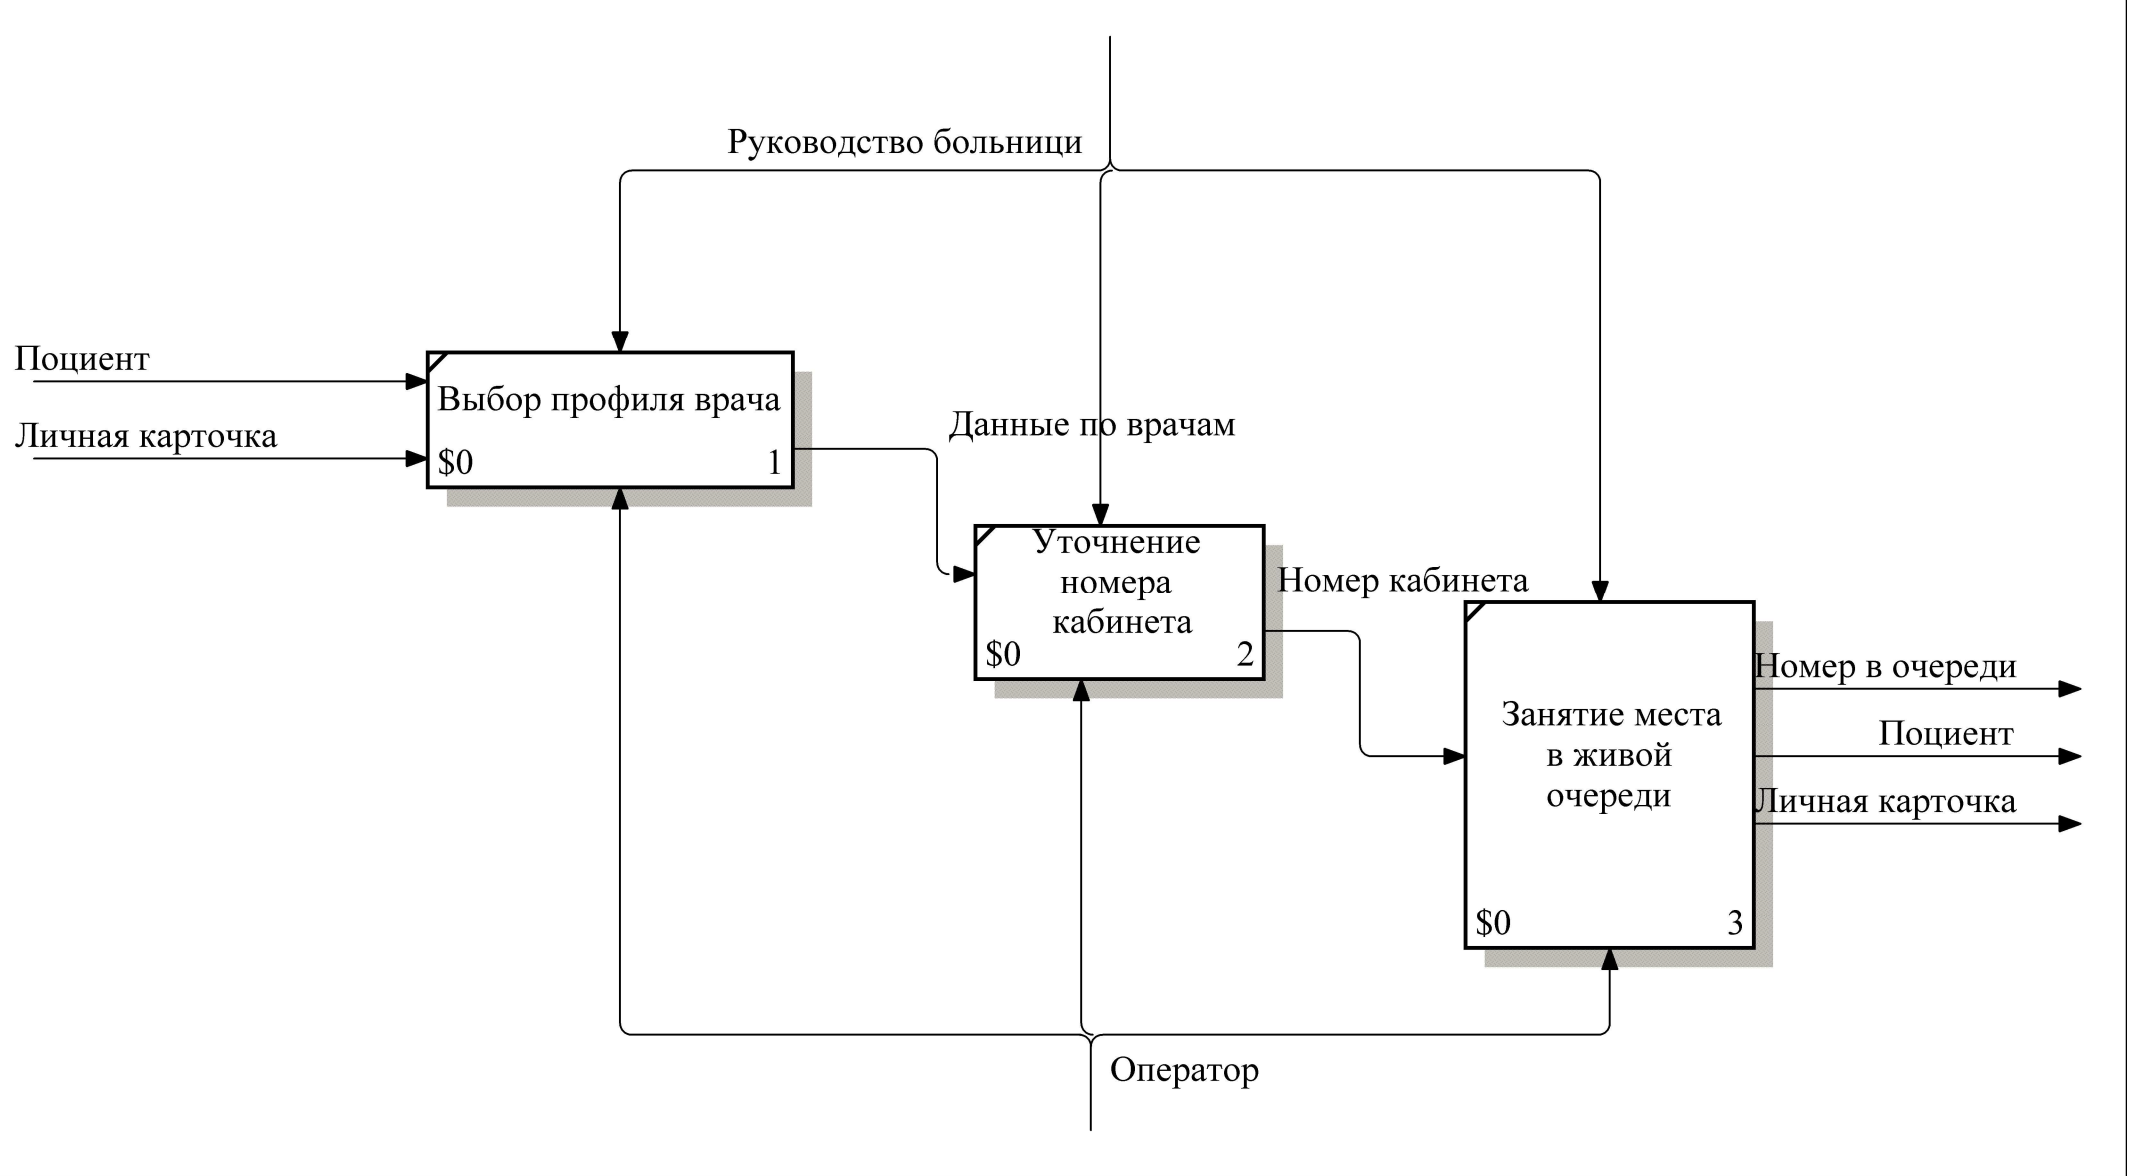 Руководство больници
Поциент
Личная карточка
Выбор профиля врача
$0 1
Данные по врачам
Уточнение
номера
кабинета
$0 2
Номер кабинета
Занятие места
в живой
очереди
$0 3
Номер в очереди
Поциент
Личная карточка
Оператор